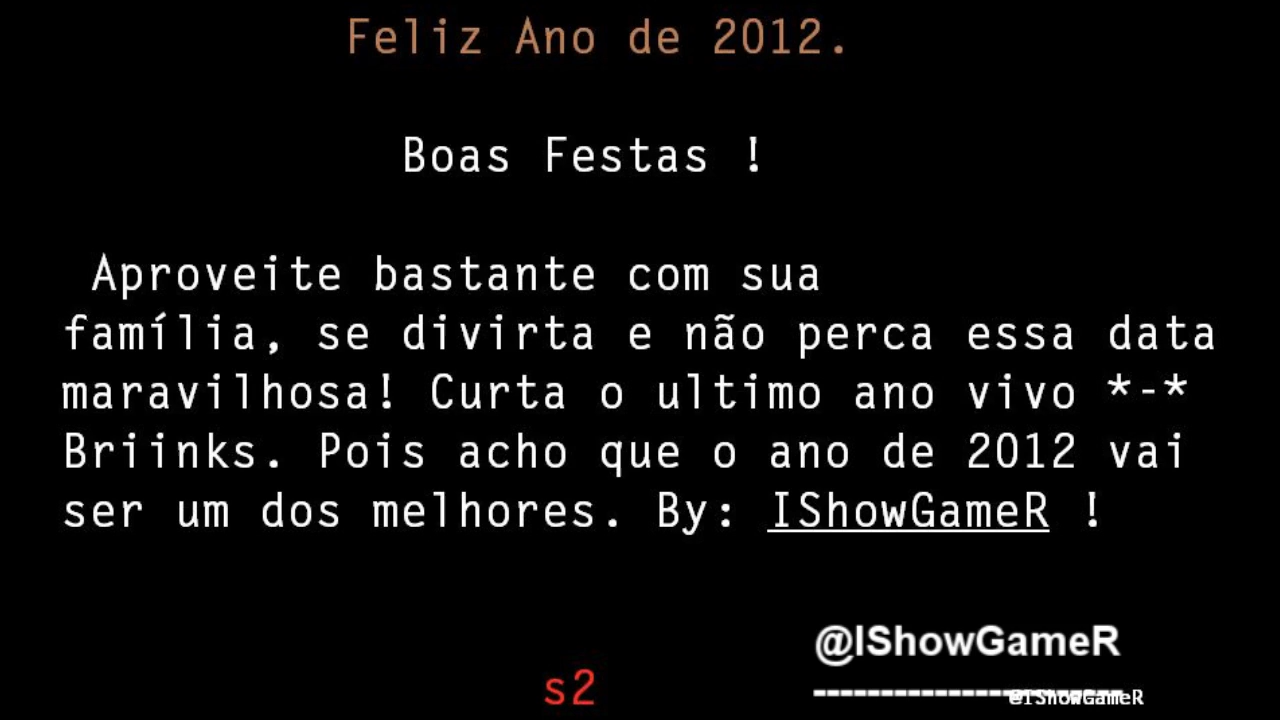 Feliz Ano de 2012.
Boas Festas !
Aproveite bastante com sua
família, se divirta e não perca essa data
maravilhosa! Curta o ultimo ano vivo *-*
Briinks. Pois acho que o ano de 2012 vai
ser um dos melhores. By: IShowGameR !
@IShowGameR
s2
@IShowGameR